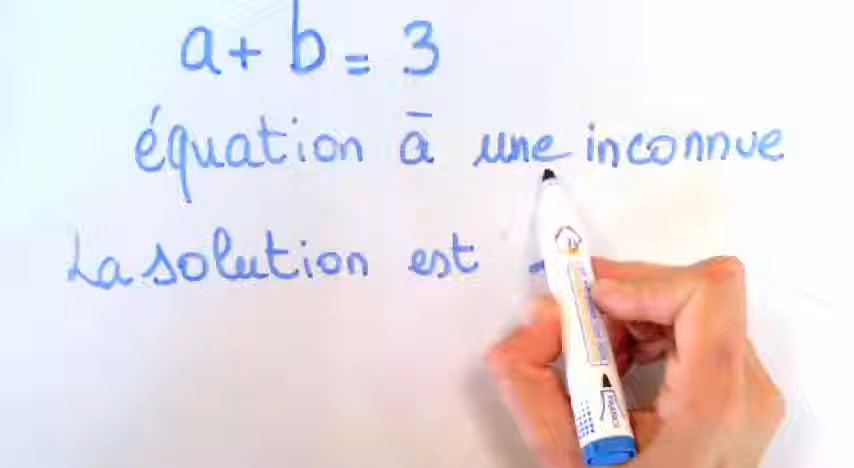 a + b = 3
équation à une inconnue
La solution est